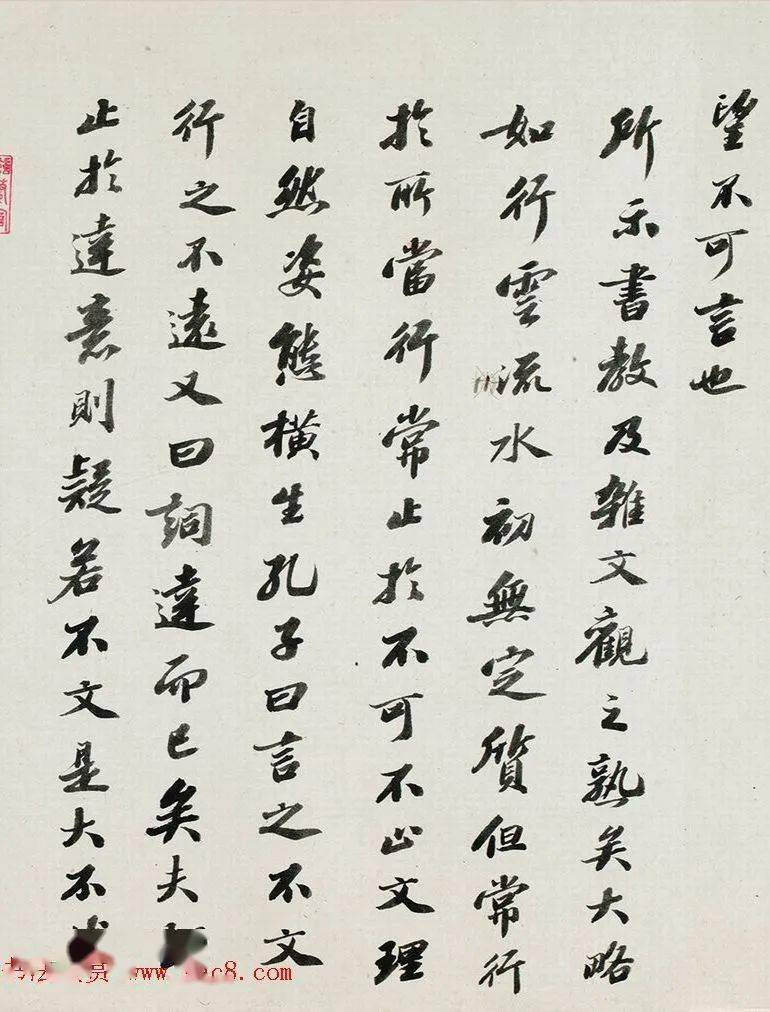 望不可言也
所示書教及雜文觀之熟矣大略
如行雲流水初無定質但常行
於所當行常止於不可不止文理
自然姿態橫生孔子曰言之不文
行之不遠又曰詞達而已矣夫
止於達意則疑若不文是大不
www.
c8.com